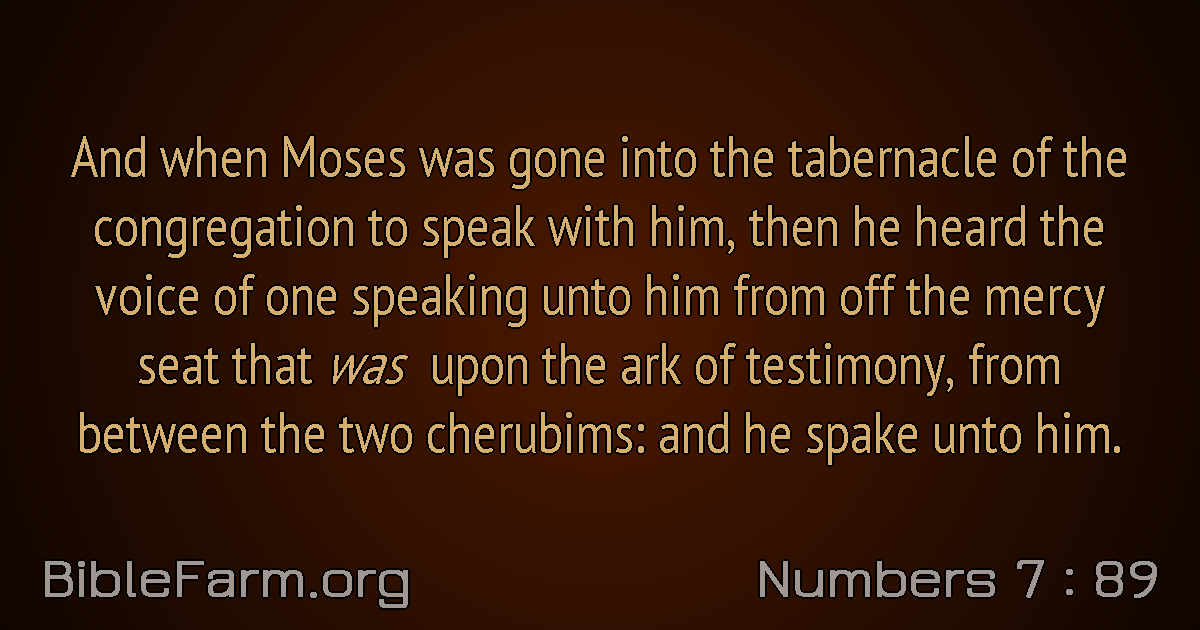 And when Moses was gone into the tabernacle of the
congregation to speak with him, then he heard the
voice of one speaking unto him from off the mercy
seat that was upon the ark of testimony, from
between the two cherubims: and he spake unto him.
BibleFarm.org
Numbers 7 : 89